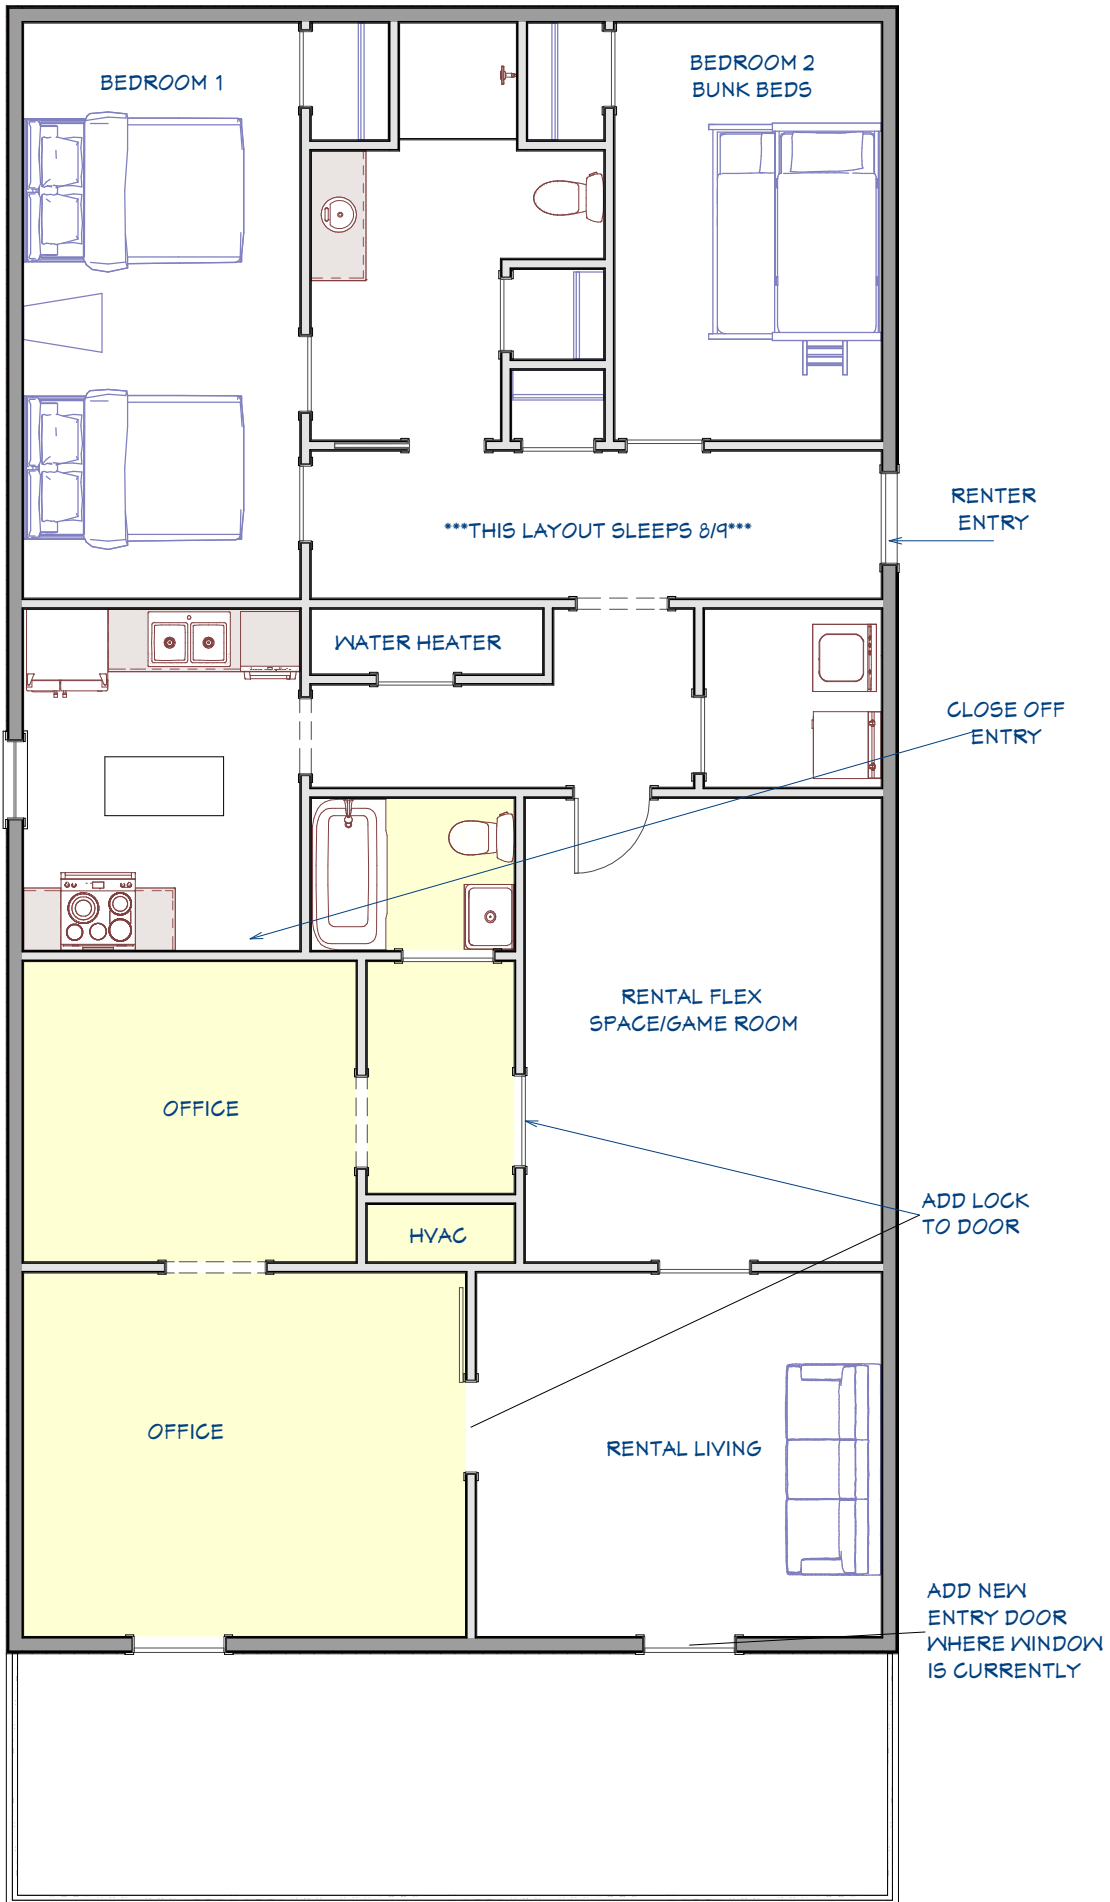 BEDROOM 1
BEDROOM 2
BUNK BEDS
RENTER
ENTRY
***THIS LAYOUT SLEEPS 8/9***
WATER HEATER
CLOSE OFF
ENTRY
RENTAL FLEX
SPACE/GAME ROOM
OFFICE
ADD LOCK
TO DOOR
HVAC
OFFICE
RENTAL LIVING
ADD NEW
ENTRY DOOR
WHERE WINDOW
IS CURRENTLY